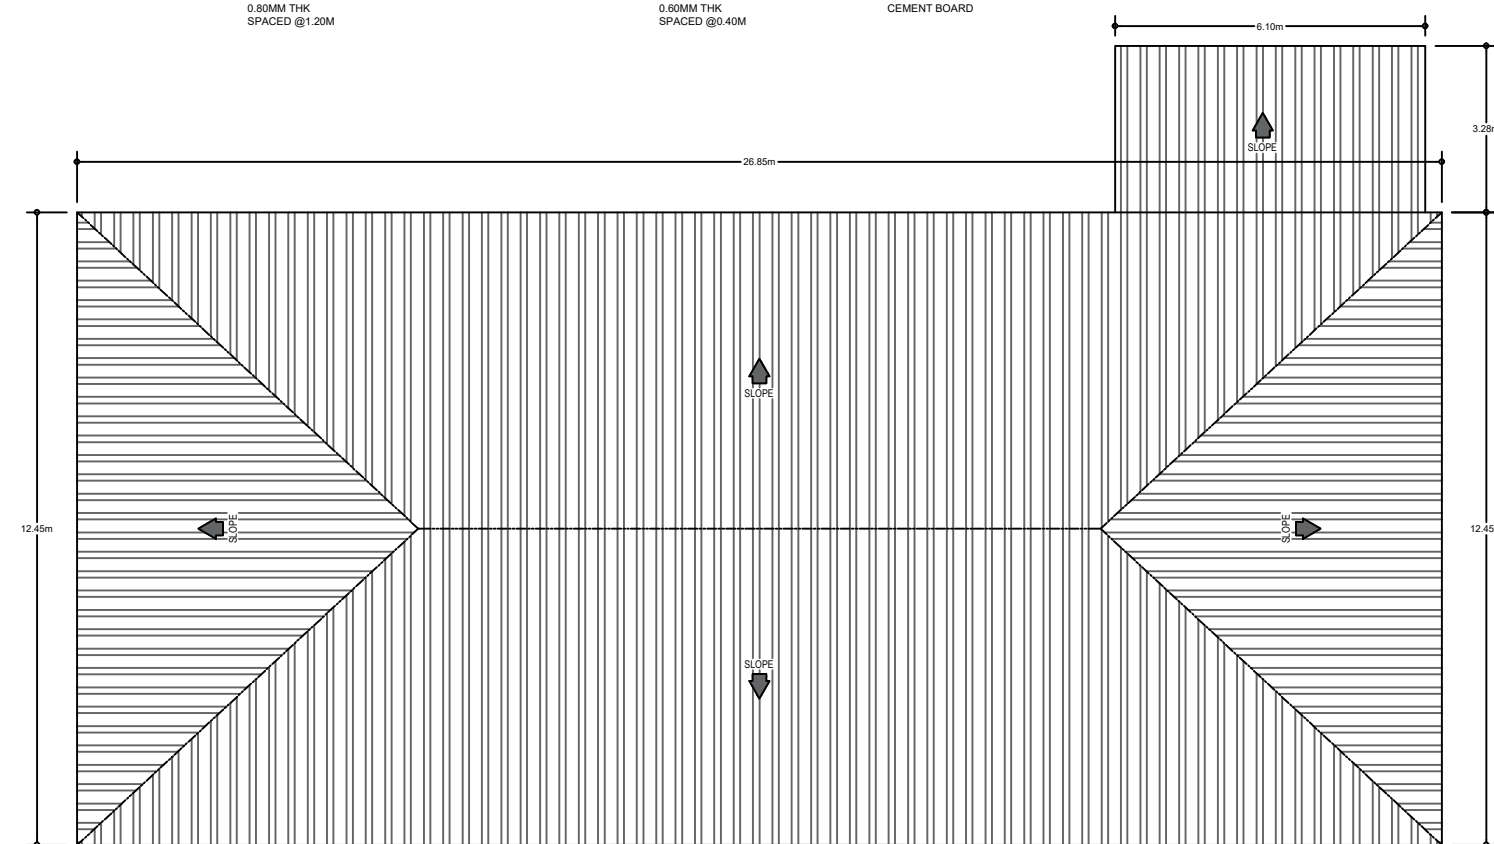 0.80MM THK
SPACED @1.20M
0.60MM THK
SPACED @0.40M
CEMENT BOARD
6.10m
3.28m
SLOPE
26.85m
SLOPE
12.45m
SLOPE
SLOPE
12.45
SLOPE